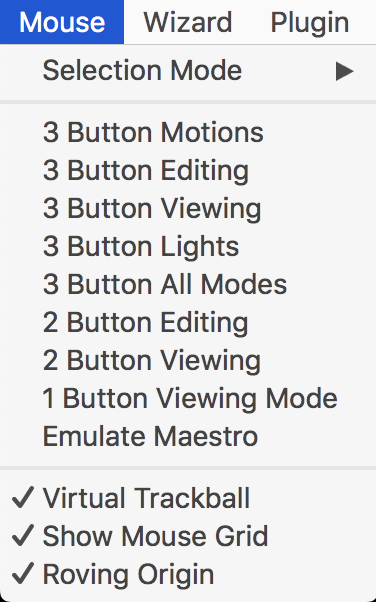 Mouse Wizard Plugin
Selection Mode ▶
3 Button Motions
3 Button Editing
3 Button Viewing
3 Button Lights
3 Button All Modes
2 Button Editing
2 Button Viewing
1 Button Viewing Mode
Emulate Maestro
✓ Virtual Trackball
✓ Show Mouse Grid
✓ Roving Origin